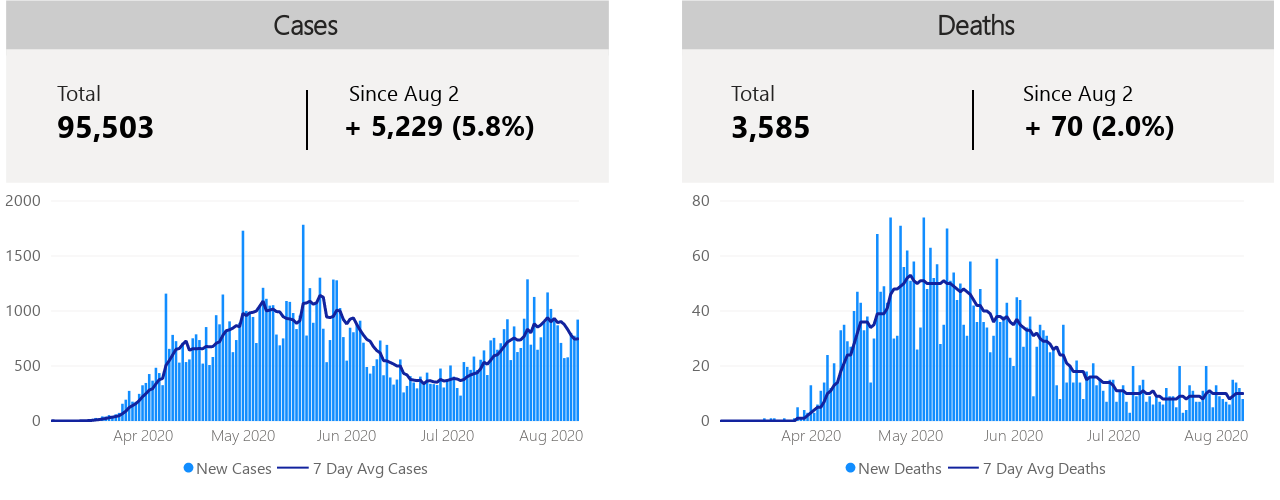 Cases
Total
95,503
Since Aug 2
+ 5,229 (5.8%)
2000
1500
1000
500
0
Apr 2020 May 2020 Jun 2020 Jul 2020 Aug 2020
New Cases 7 Day Avg Cases
Deaths
Total
3,585
Since Aug 2
+ 70 (2.0%)
80
60
40
20
0
Apr 2020 May 2020 Jun 2020 Jul 2020 Aug 2020
New Deaths 7 Day Avg Deaths